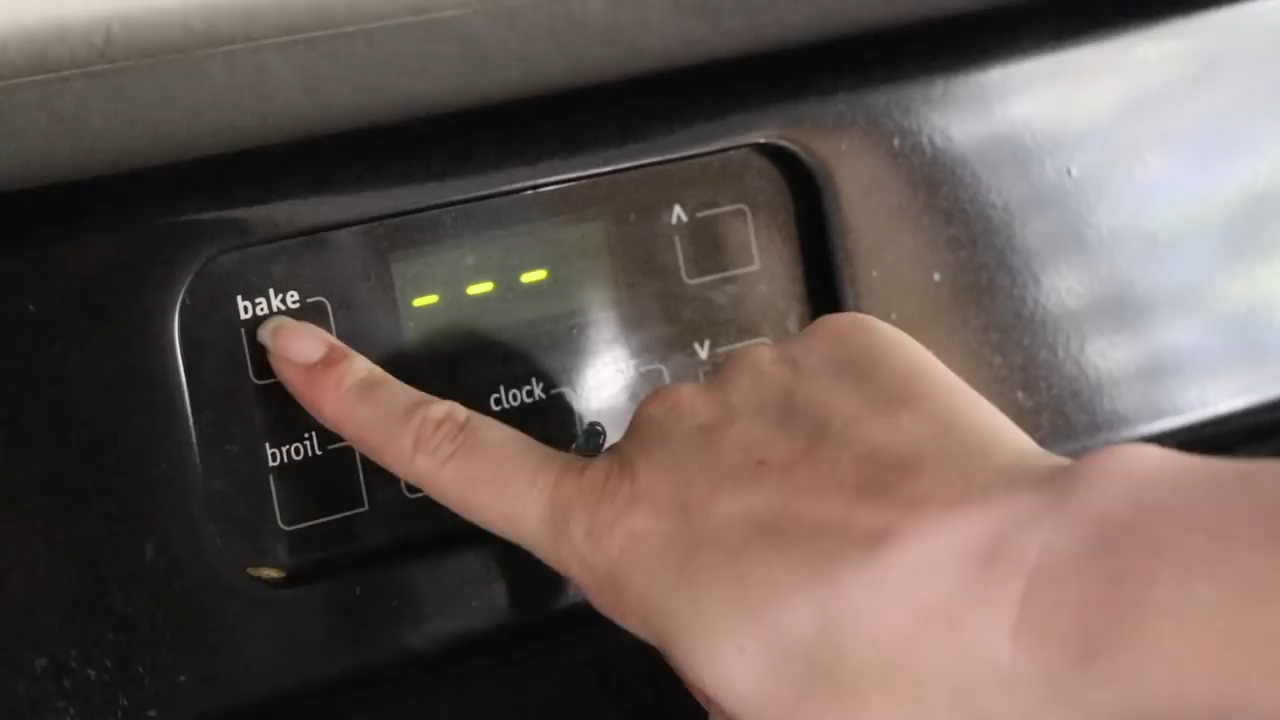 bake
- - -
^
v
clock
broil